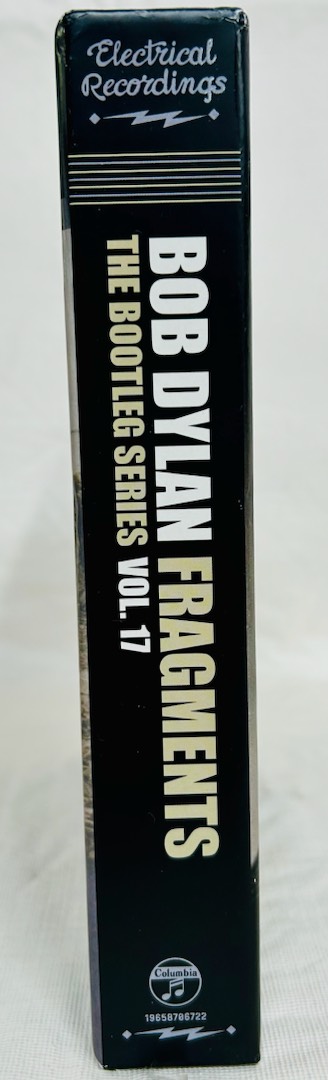 Electrical
Recordings
BOB DYLAN FRAGMENTS
THE BOOTLEG SERIES VOL. 17
Columbia
19658706722